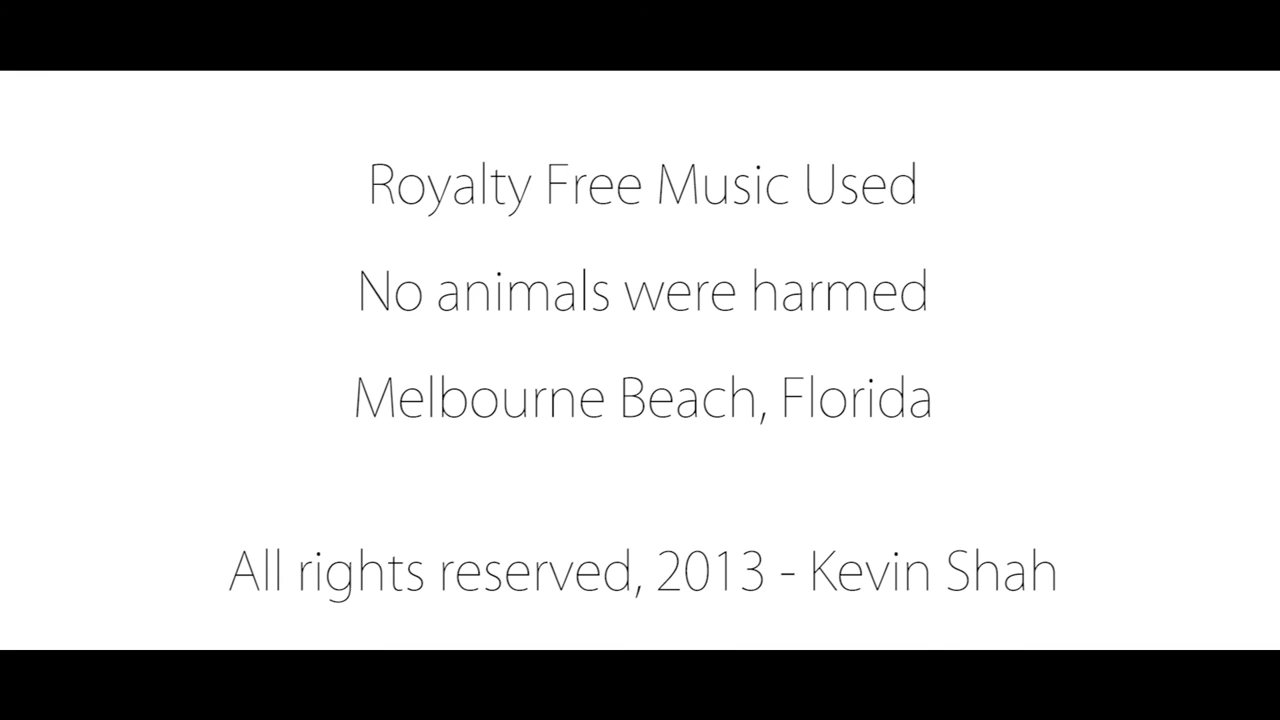 Royalty Free Music Used
No animals were harmed
Melbourne Beach, Florida
All rights reserved, 2013 - Kevin Shah